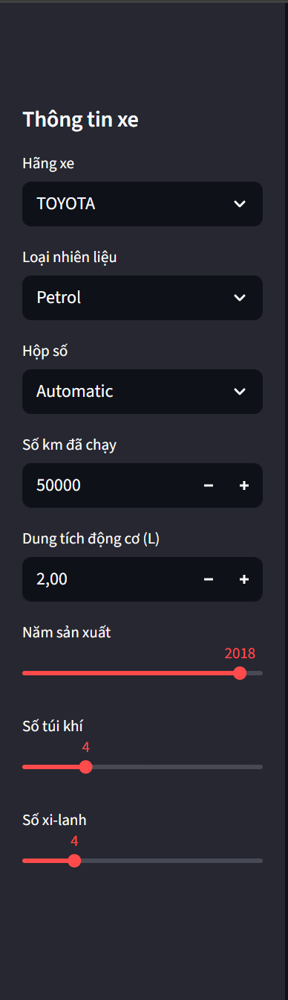 Thông tin xe
Hãng xe
TOYOTA
Loại nhiên liệu
Petrol
Hộp số
Automatic
Số km đã chạy
50000
Dung tích động cơ (L)
2,00
Năm sản xuất
2018
Số túi khí
4
Số xi-lanh
4